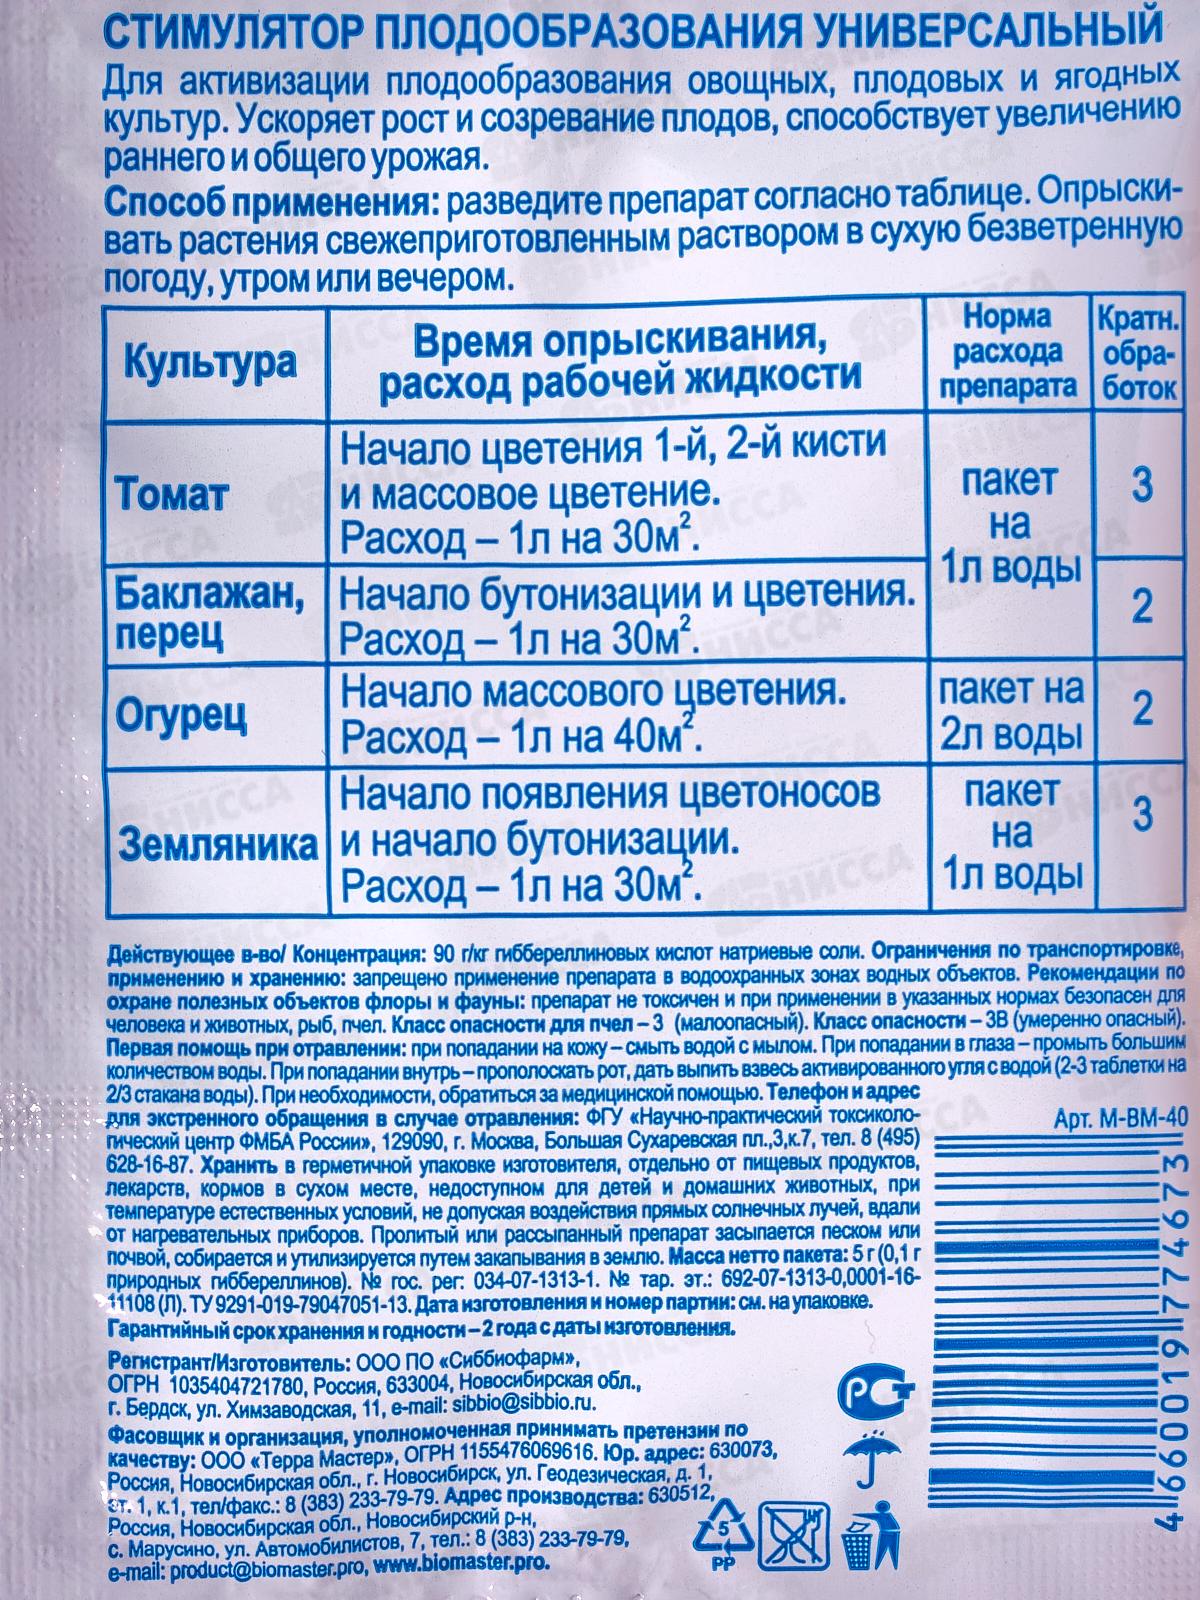 СТИМУЛЯТОР ПЛОДООБРАЗОВАНИЯ УНИВЕРСАЛЬНЫЙ
Для активизации плодообразования овощных, плодовых и ягодных
культур. Ускоряет рост и созревание плодов, способствует увеличению
раннего и общего урожая.
Способ применения: разведите препарат согласно таблице. Опрыски-
вать растения свежеприготовленным раствором в сухую безветренную
погоду, утром или вечером.
Культура
Время опрыскивания,
расход рабочей жидкости
Норма
расхода
препарата
Кратн.
обра-
боток
Томат
Начало цветения 1-й, 2-й кисти
и массовое цветение.
Расход – 1л на 30м².
пакет
на
1л воды
3
Баклажан,
перец
Начало бутонизации и цветения.
Расход – 1л на 30м².
2
Огурец
Начало массового цветения.
Расход – 1л на 40м².
пакет на
2л воды
2
Земляника
Начало появления цветоносов
и начало бутонизации.
Расход – 1л на 30м².
пакет
на
1л воды
3
Действующее в-во/ Концентрация: 90 г/кг гиббереллиновых кислот натриевые соли. Ограничения по транспортировке,
применению и хранению: запрещено применение препарата в водоохранных зонах водных объектов. Рекомендации по
охране полезных объектов флоры и фауны: препарат не токсичен и при применении в указанных нормах безопасен для
человека и животных, рыб, пчел. Класс опасности для пчел – 3 (малоопасный). Класс опасности – 3В (умеренно опасный).
Первая помощь при отравлении: при попадании на кожу – смыть водой с мылом. При попадании в глаза – промыть большим
количеством воды. При попадании внутрь – прополоскать рот, дать выпить взвесь активированного угля с водой (2-3 таблетки на
2/3 стакана воды). При необходимости, обратиться за медицинской помощью. Телефон и адрес
для экстренного обращения в случае отравления: ФГУ «Научно-практический токсиколо-
гический центр ФМБА России», 129090, г. Москва, Большая Сухаревская пл.,3,к.7, тел. 8 (495)
628-16-87. Хранить в герметичной упаковке изготовителя, отдельно от пищевых продуктов,
лекарств, кормов в сухом месте, недоступном для детей и домашних животных, при
температуре естественных условий, не допуская воздействия прямых солнечных лучей, вдали
от нагревательных приборов. Пролитый или рассыпанный препарат засыпается песком или
почвой, собирается и утилизируется путем закапывания в землю. Масса нетто пакета: 5 г (0,1 г
природных гиббереллинов). № гос. рег: 034-07-1313-1. № тар. эт.: 692-07-1313-0,0001-16-
11108 (Л). ТУ 9291-019-79047051-13. Дата изготовления и номер партии: см. на упаковке.
Гарантийный срок хранения и годности – 2 года с даты изготовления.
Регистрант/Изготовитель: ООО ПО «Сиббиофарм»,
ОГРН 1035404721780, Россия, 633004, Новосибирская обл.,
г. Бердск, ул. Химзаводская, 11, e-mail: sibbio@sibbio.ru.
Фасовщик и организация, уполномоченная принимать претензии по
качеству: ООО «Терра Мастер», ОГРН 1155476069616. Юр. адрес: 630073,
Россия, Новосибирская обл., г. Новосибирск, ул. Геодезическая, д. 1,
эт. 1, к.1, тел/факс.: 8 (383) 233-79-79. Адрес производства: 630512,
Россия, Новосибирская обл., Новосибирский р-н,
с. Марусино, ул. Автомобилистов, 7, тел.: 8 (383) 233-79-79,
e-mail: product@biomaster.pro, www.biomaster.pro.
Арт. М-ВМ-40
4 660019 774673
РСТ
5
PP
НИССА